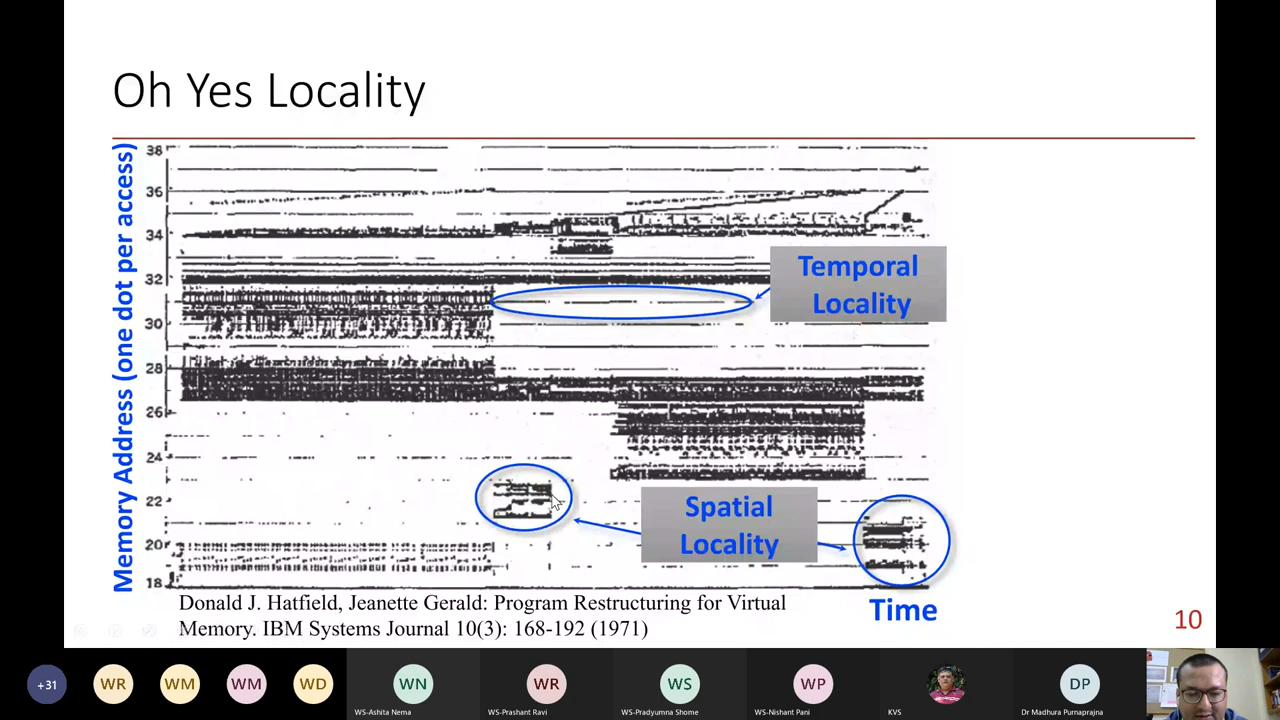 Oh Yes Locality
Memory Address (one dot per access)
38
36
34
32
30
28
26
24
22
20
18
Temporal
Locality
Spatial
Locality
Time
Donald J. Hatfield, Jeanette Gerald: Program Restructuring for Virtual
Memory. IBM Systems Journal 10(3): 168-192 (1971)
10
+31
WR
WM
WM
WD
WN
WS-Ashita Nema
WR
WS-Prashant Ravi
WS
WS-Pradyumna Shome
WP
WS-Nishant Pani
KVS
DP
Dr Madhura Purnaprajna